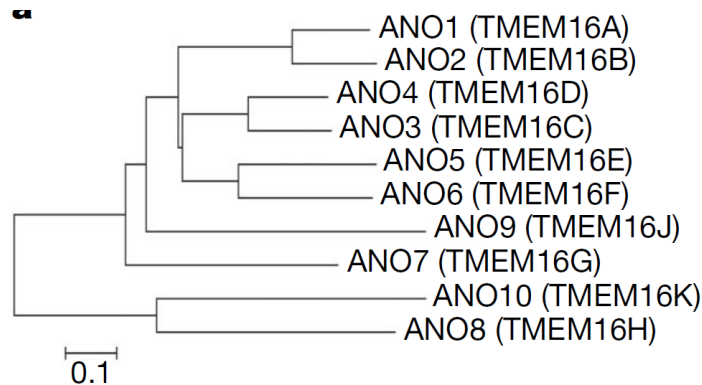 a
ANO1 (TMEM16A)
ANO2 (TMEM16B)
ANO4 (TMEM16D)
ANO3 (TMEM16C)
ANO5 (TMEM16E)
ANO6 (TMEM16F)
ANO9 (TMEM16J)
ANO7 (TMEM16G)
ANO10 (TMEM16K)
ANO8 (TMEM16H)
0.1